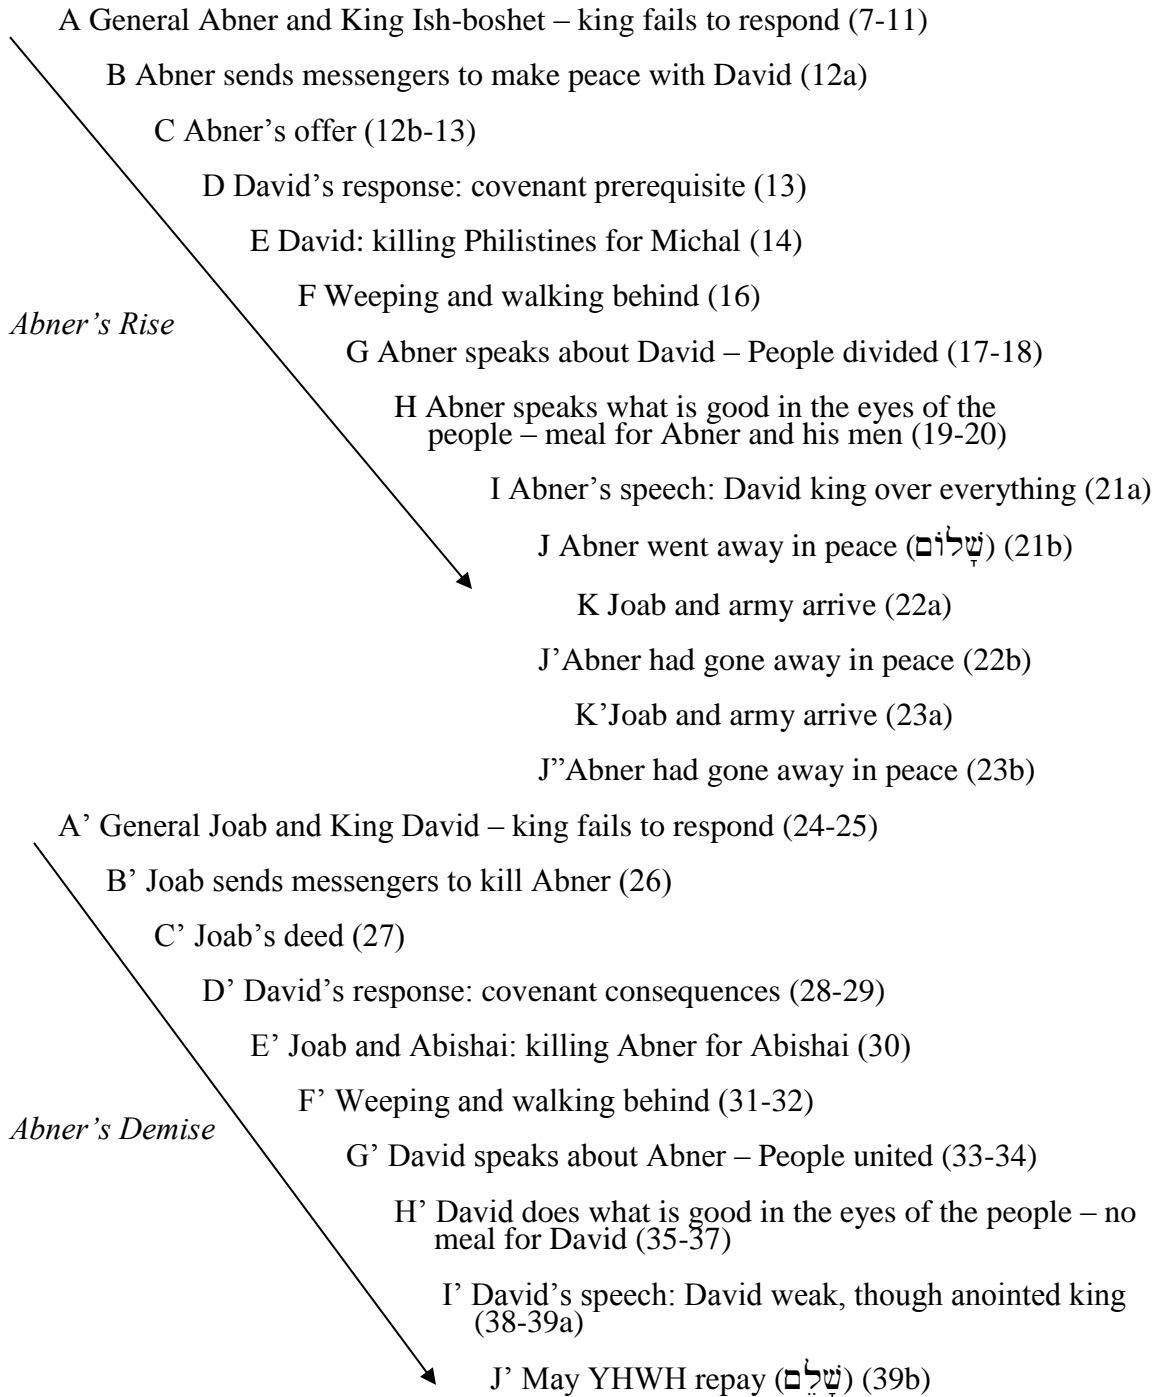 A General Abner and King Ish-boshet – king fails to respond (7-11)
B Abner sends messengers to make peace with David (12a)
C Abner’s offer (12b-13)
D David’s response: covenant prerequisite (13)
E David: killing Philistines for Michal (14)
F Weeping and walking behind (16)
Abner’s Rise
G Abner speaks about David – People divided (17-18)
H Abner speaks what is good in the eyes of the
people – meal for Abner and his men (19-20)
I Abner’s speech: David king over everything (21a)
J Abner went away in peace (שָׁלוֹם) (21b)
K Joab and army arrive (22a)
J’Abner had gone away in peace (22b)
K’Joab and army arrive (23a)
J”Abner had gone away in peace (23b)
A’ General Joab and King David – king fails to respond (24-25)
B’ Joab sends messengers to kill Abner (26)
C’ Joab’s deed (27)
D’ David’s response: covenant consequences (28-29)
E’ Joab and Abishai: killing Abner for Abishai (30)
F’ Weeping and walking behind (31-32)
Abner’s Demise
G’ David speaks about Abner – People united (33-34)
H’ David does what is good in the eyes of the people – no
meal for David (35-37)
I’ David’s speech: David weak, though anointed king
(38-39a)
J’ May YHWH repay (שָׁלֵם) (39b)